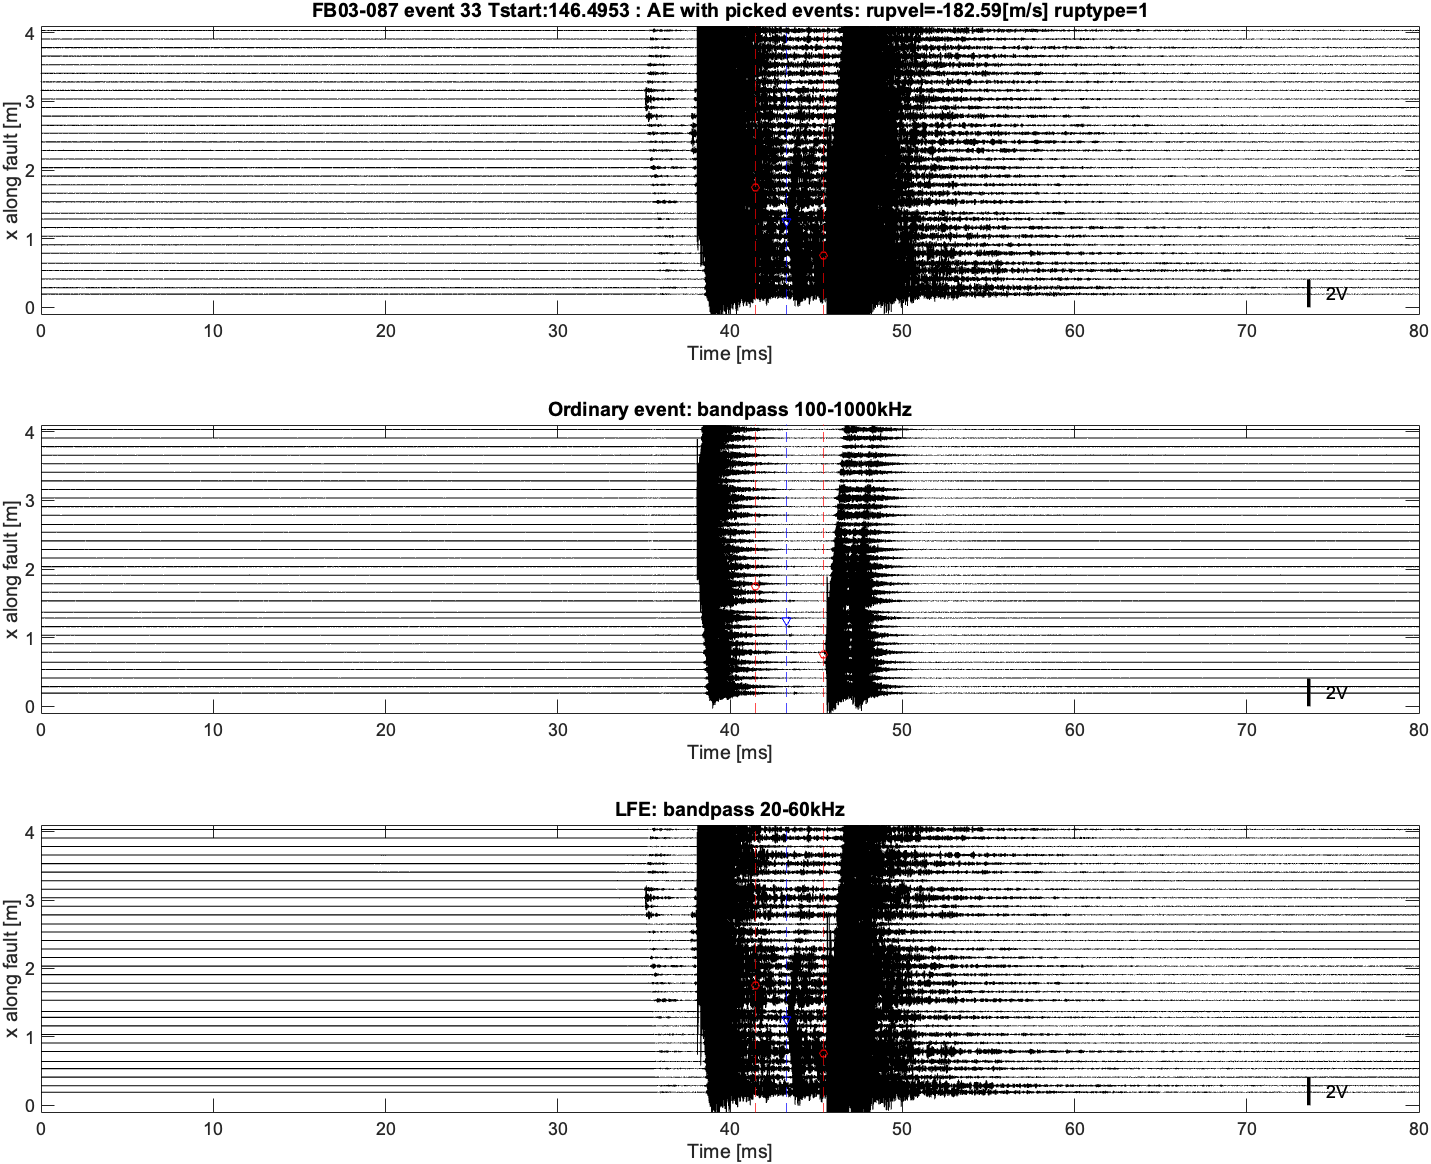 FB03-087 event 33 Tstart:146.4953 : AE with picked events: rupvel=-182.59[m/s] ruptype=1
4
3
2
1
0
x along fault [m]
2V
0 10 20 30 40 50 60 70 80
Time [ms]
Ordinary event: bandpass 100-1000kHz
4
3
2
1
0
x along fault [m]
2V
0 10 20 30 40 50 60 70 80
Time [ms]
LFE: bandpass 20-60kHz
4
3
2
1
0
x along fault [m]
2V
0 10 20 30 40 50 60 70 80
Time [ms]